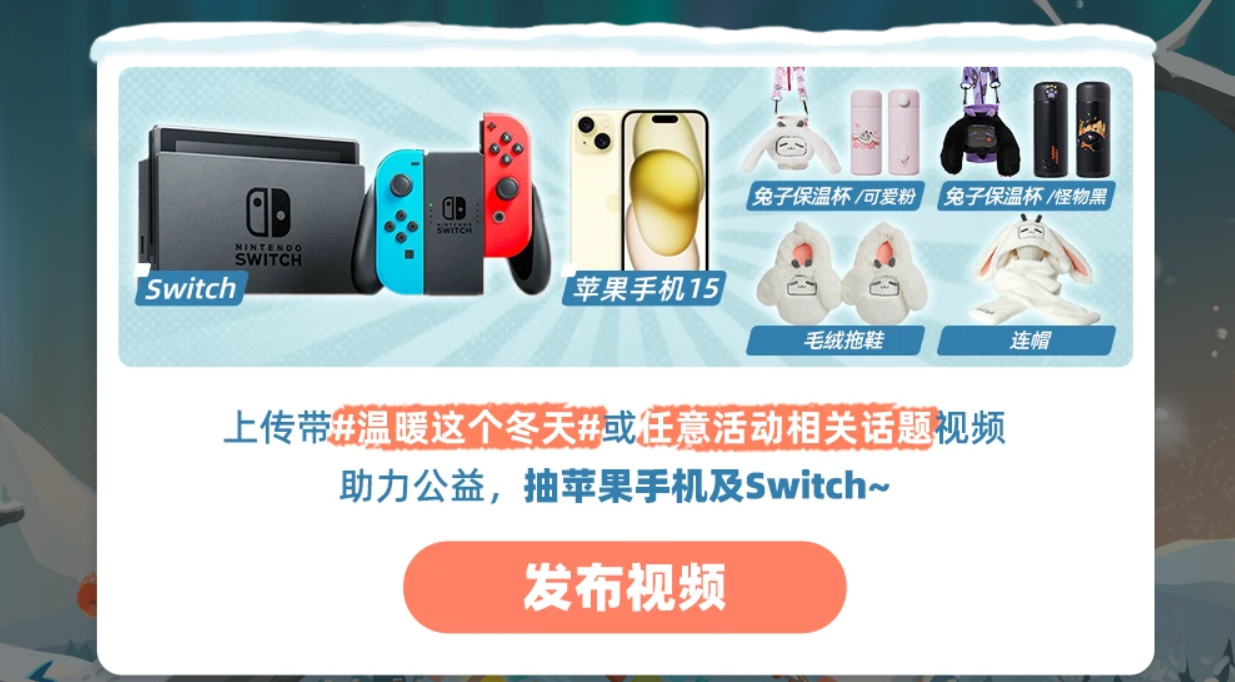 NINTENDO
SWITCH
NINTENDO
SWITCH
Switch
苹果手机15
兔子保温杯 /可爱粉
兔子保温杯 /怪物黑
毛绒拖鞋
连帽
上传带#温暖这个冬天#或任意活动相关话题视频
助力公益，抽苹果手机及Switch~
发布视频